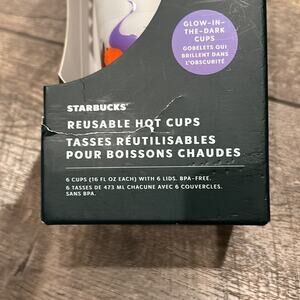 GLOW-IN-
THE-DARK
CUPS
GOBELETS QUI
BRILLENT DANS
L'OBSCURITÉ
STARBUCKS
REUSABLE HOT CUPS
TASSES RÉUTILISABLES
POUR BOISSONS CHAUDES
6 CUPS (16 FL OZ EACH) WITH 6 LIDS. BPA-FREE.
6 TASSES DE 473 ML CHACUNE AVEC 6 COUVERCLES.
SANS BPA.